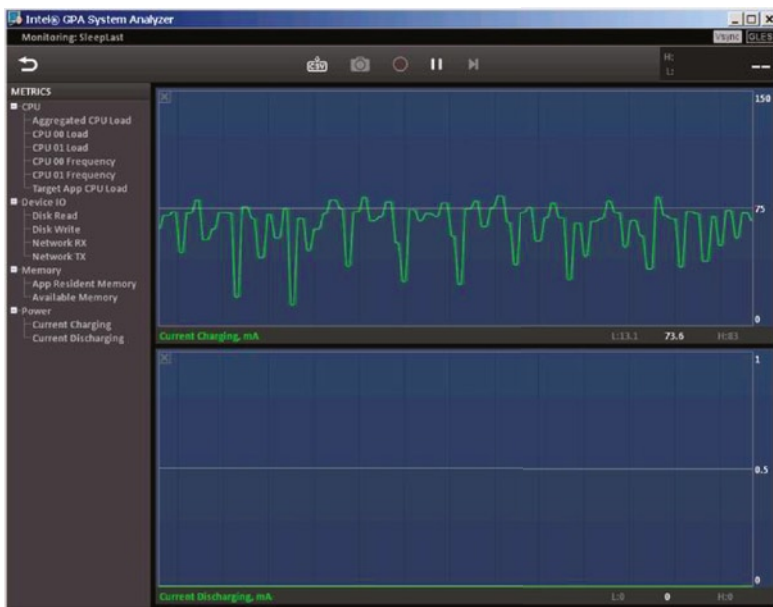 Intel® GPA System Analyzer
Monitoring: SleepLast
Vsync GLES
CSV
H:
L:
--
METRICS
CPU
Aggregated CPU Load
CPU 00 Load
CPU 01 Load
CPU 00 Frequency
CPU 01 Frequency
Target App CPU Load
Device IO
Disk Read
Disk Write
Network RX
Network TX
Memory
App Resident Memory
Available Memory
Power
Current Charging
Current Discharging
150
75
0
Current Charging, mA L:13.1 73.6 H:83
1
0.5
0
Current Discharging, mA L:0 0 H:0